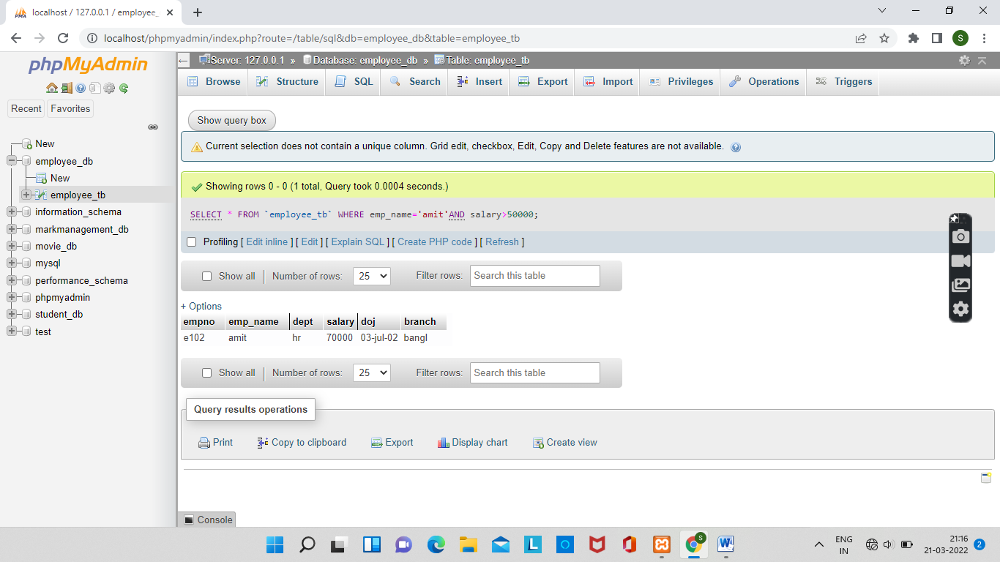 localhost / 127.0.0.1 / employee_
localhost/phpmyadmin/index.php?route=/table/sql&db=employee_db&table=employee_tb
S
phpMyAdmin
Recent Favorites
New
employee_db
New
employee_tb
information_schema
markmanagement_db
movie_db
mysql
performance_schema
phpmyadmin
student_db
test
Server: 127.0.0.1 » Database: employee_db » Table: employee_tb
Browse Structure SQL Search Insert Export Import Privileges Operations Triggers
Show query box
Current selection does not contain a unique column. Grid edit, checkbox, Edit, Copy and Delete features are not available.
Showing rows 0 - 0 (1 total, Query took 0.0004 seconds.)
SELECT * FROM `employee_tb` WHERE emp_name='amit'AND salary>50000;
Profiling [ Edit inline ] [ Edit ] [ Explain SQL ] [ Create PHP code ] [ Refresh ]
Show all Number of rows: 25 Filter rows: Search this table
+ Options
empno emp_name dept salary doj branch
e102 amit hr 70000 03-jul-02 bangl
Show all Number of rows: 25 Filter rows: Search this table
Query results operations
Print Copy to clipboard Export Display chart Create view
Console
ENG
IN
21:16
21-03-2022
2